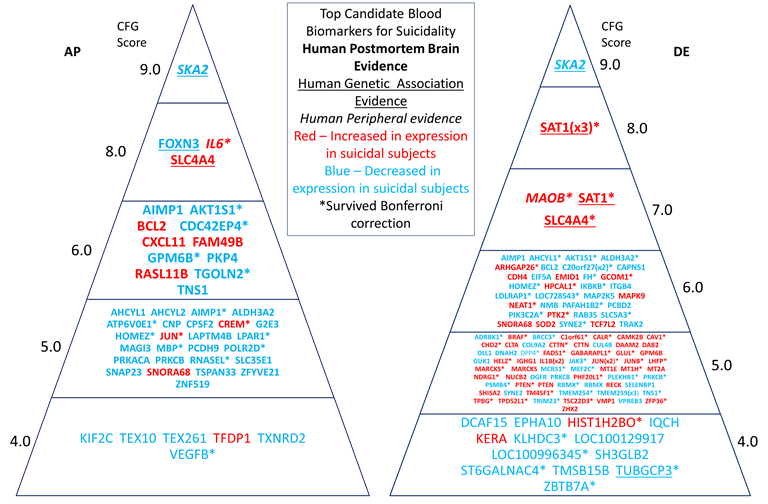 AP
CFG
Score
9.0
8.0
6.0
5.0
4.0
SKA2
FOXN3 IL6*
SLC4A4
AIMP1 AKT1S1*
BCL2 CDC42EP4*
CXCL11 FAM49B
GPM6B* PKP4
RASL11B TGOLN2*
TNS1
AHCYL1 AHCYL2 AIMP1* ALDH3A2
ATP6V0E1* CNP CPSF2 CREM* G2E3
HOMEZ* JUN* LAPTM4B LPAR1*
MAGI3 MBP* PCDH9 POLR2D*
PRKACA PRKCB RNASEL* SLC35E1
SNAP23 SNORA68 TSPAN33 ZFYVE21
ZNF519
KIF2C TEX10 TEX261 TFDP1 TXNRD2
VEGFB*
Top Candidate Blood
Biomarkers for Suicidality
Human Postmortem Brain
Evidence
Human Genetic Association
Evidence
Human Peripheral evidence
Red – Increased in expression
in suicidal subjects
Blue – Decreased in
expression in suicidal subjects
*Survived Bonferroni
correction
CFG
Score
DE
9.0
8.0
7.0
6.0
5.0
4.0
SKA2
SAT1(x3)*
MAOB* SAT1*
SLC4A4*
AIMP1 AHCYL1* AKT1S1* ALDH3A2*
ARHGAP26* BCL2 C20orf27(x2)* CAPNS1
CDH4 EIF5A EMID1 FH* GCOM1*
HOMEZ* HPCAL1* IKBKB* ITGB4
LDLRAP1* LOC728543* MAP2K5 MAPK9
NEAT1* NMB PAFAH1B2* PCBD2
PIK3C2A* PTK2* RAB35 SLC5A3*
SNORA68 SOD2 SYNE2* TCF7L2 TRAK2
ADRBK1* BRAF* BRCC3* C1orf61* CALR* CAMK2B CAV1*
CHD2* CLTA COL9A2 CTTN* CTTN CUL4B DAAM2 DAB2
DLL1 DNAH2 DPP4* FADS1* GABARAPL1* GLUL* GPM6B
GUK1 HELZ* IGHG1 IL1B(x2) JAK3* JUN(x2)* JUNB* LHFP*
MARCKS* MARCKS MCRS1* MEF2C* MT1E MT1H* MT2A
NDRG1* NUCB2 OGFR PRKCB PHF20L1* PLEKHB1* PRKCB*
PSMB4* PTEN* PTEN RBMX* RBMX RECK SELENBP1
SHISA2 SYNE2 TM4SF1* TMEM254* TMEM259(x3) TNS1*
TPBG* TPD52L1* TRIM23* TSC22D3* VMP1 VPREB3 ZFP36*
ZHX2
DCAF15 EPHA10 HIST1H2BO* IQCH
KERA KLHDC3* LOC100129917
LOC100996345* SH3GLB2
ST6GALNAC4* TMSB15B TUBGCP3*
ZBTB7A*